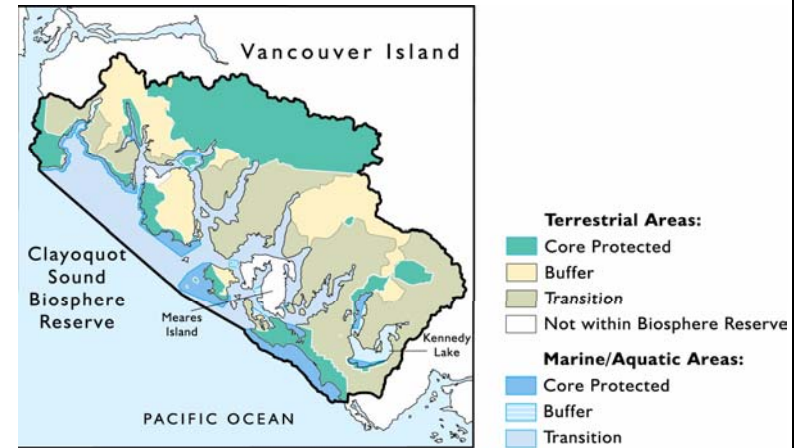 Vancouver Island
Clayoquot
Sound
Biosphere
Reserve
Meares
Island
Kennedy
Lake
PACIFIC OCEAN
Terrestrial Areas:
Core Protected
Buffer
Transition
Not within Biosphere Reserve
Marine/Aquatic Areas:
Core Protected
Buffer
Transition